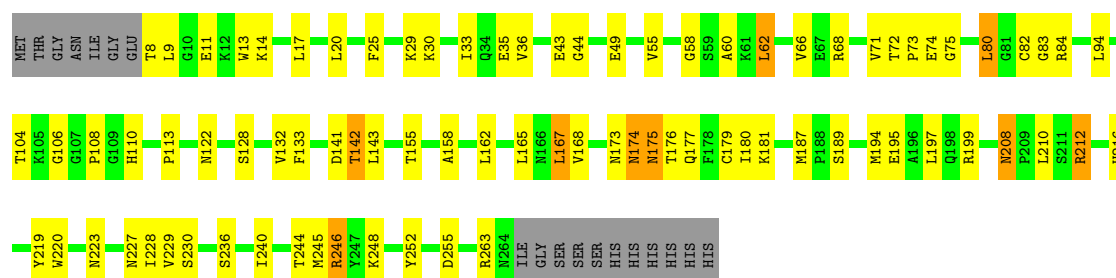 MET THR GLY ASN ILE GLY GLU T8 L9 G10 E11 K12 W13 K14 L17 L20 F25 K29 K30 I33 Q34 E35 V36 E43 G44 E49 V55 G58 S59 A60 K61 L62 V66 E67 R68 V71 T72 P73 E74 G75 L80 G81 C82 G83 R84 L94
T104 K105 G106 G107 P108 G109 H110 P113 N122 S128 V132 F133 D141 T142 L143 T155 A158 L162 L165 N166 L167 V168 N173 N174 N175 T176 Q177 F178 C179 I180 K181 M187 P188 S189 M194 E195 A196 L197 Q198 R199 N208 P209 L210 S211 R212
Y219 W220 N223 N227 I228 V229 S230 S236 I240 T244 M245 R246 Y247 K248 Y252 D255 R263 N264 ILE GLY SER SER SER HIS HIS HIS HIS HIS HIS